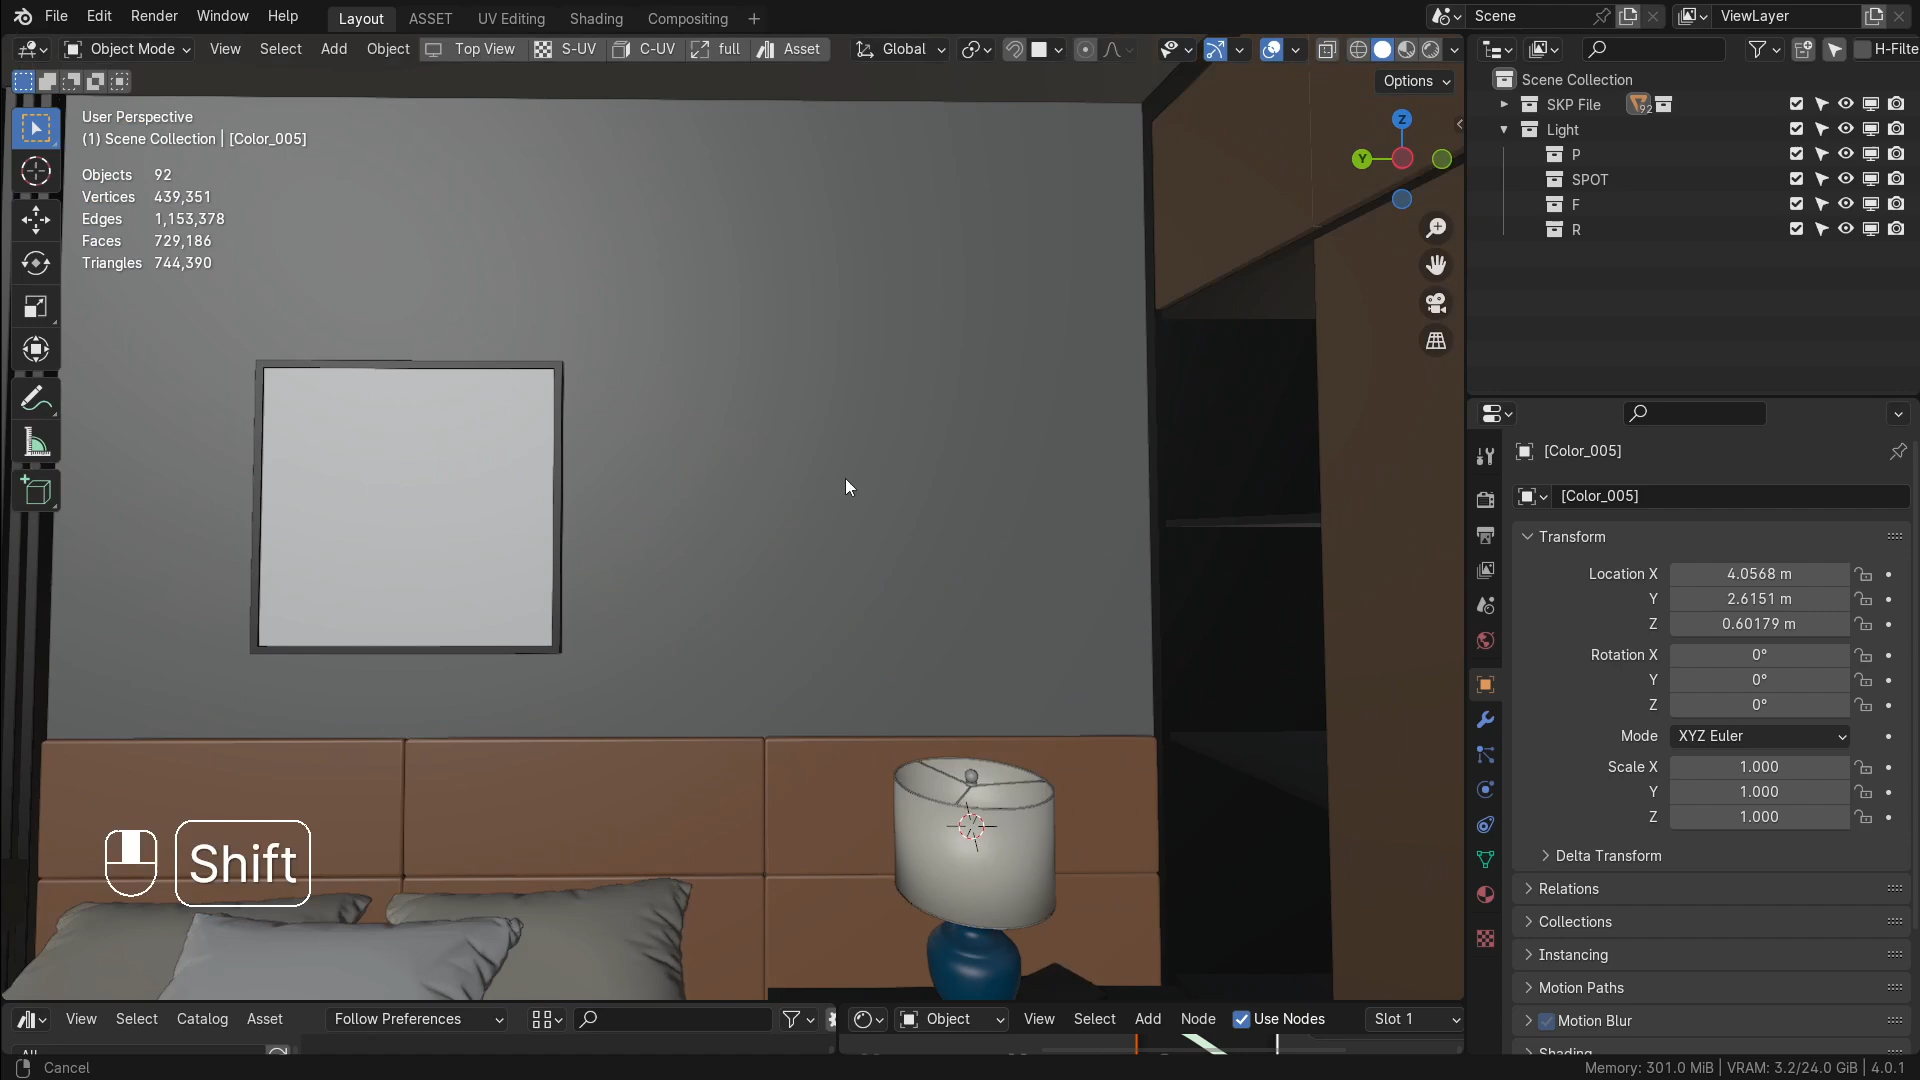 File Edit Render Window Help Layout ASSET UV Editing Shading Compositing + Scene ViewLayer
Object Mode View Select Add Object Top View S-UV C-UV full Asset Global H-Filte
Options
User Perspective
(1) Scene Collection | [Color_005]
Objects 92
Vertices 439,351
Edges 1,153,378
Faces 729,186
Triangles 744,390
Z
Y
Scene Collection
SKP File 92
Light
P
SPOT
F
R
[Color_005]
[Color_005]
Transform
Location X 4.0568 m
Y 2.6151 m
Z 0.60179 m
Rotation X 0°
Y 0°
Z 0°
Mode XYZ Euler
Scale X 1.000
Y 1.000
Z 1.000
Delta Transform
Relations
Collections
Instancing
Motion Paths
Motion Blur
Shading
Shift
View Select Catalog Asset Follow Preferences
Object View Select Add Node Use Nodes Slot 1
All
Cancel
Memory: 301.0 MiB | VRAM: 3.2/24.0 GiB | 4.0.1